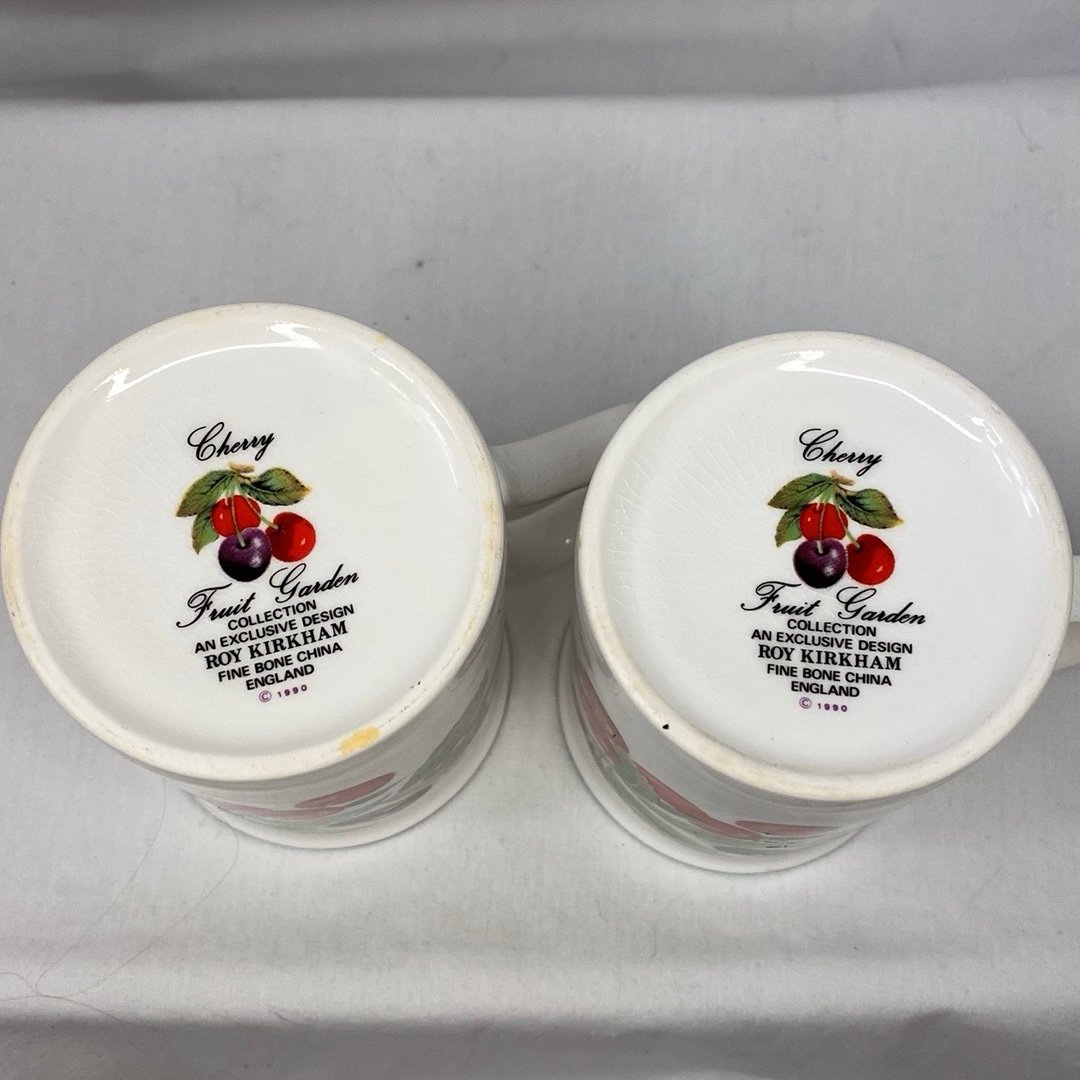 Cherry
Fruit Garden
COLLECTION
AN EXCLUSIVE DESIGN
ROY KIRKHAM
FINE BONE CHINA
ENGLAND
© 1990
Cherry
Fruit Garden
COLLECTION
AN EXCLUSIVE DESIGN
ROY KIRKHAM
FINE BONE CHINA
ENGLAND
© 1990